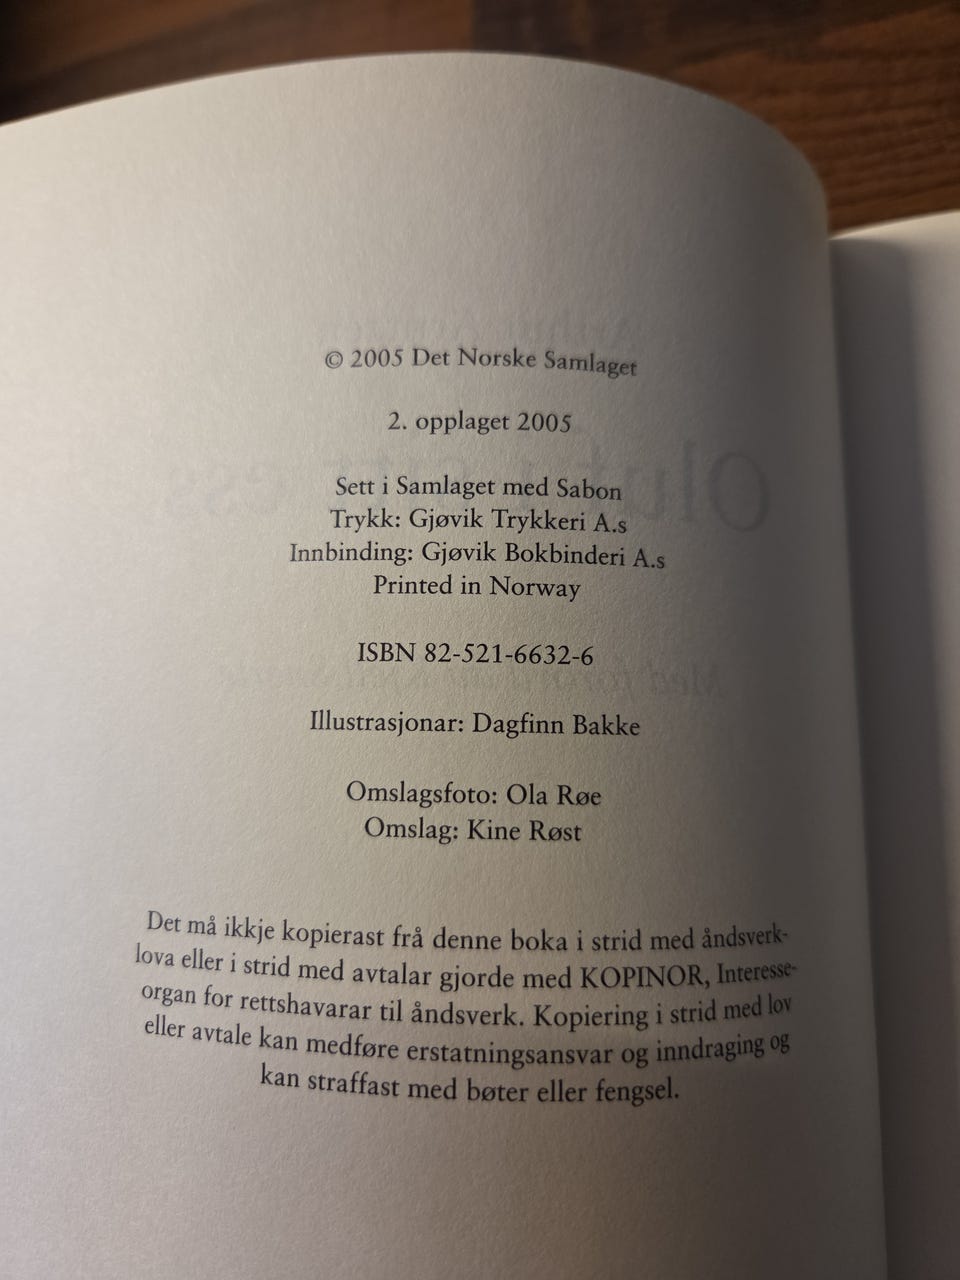 © 2005 Det Norske Samlaget
2. opplaget 2005
Sett i Samlaget med Sabon
Trykk: Gjøvik Trykkeri A.s
Innbinding: Gjøvik Bokbinderi A.s
Printed in Norway
ISBN 82-521-6632-6
Illustrasjonar: Dagfinn Bakke
Omslagsfoto: Ola Røe
Omslag: Kine Røst
Det må ikkje kopierast frå denne boka i strid med åndsverk-
lova eller i strid med avtalar gjorde med KOPINOR, Interesse-
organ for rettshavarar til åndsverk. Kopiering i strid med lov
eller avtale kan medføre erstatningsansvar og inndraging og
kan straffast med bøter eller fengsel.